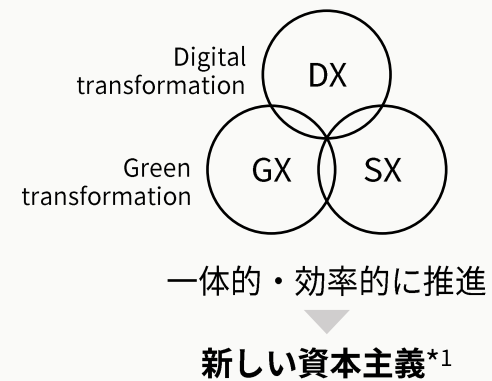 Digital
transformation
DX
Green
transformation
GX
SX
一体的・効率的に推進
新しい資本主義*1